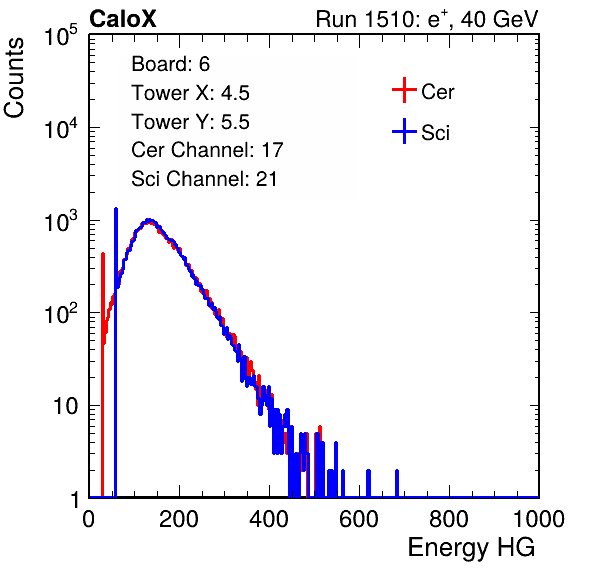 CaloX Run 1510: e⁺, 40 GeV
Counts
10⁵
10⁴
10³
10²
10
1
Board: 6
Tower X: 4.5
Tower Y: 5.5
Cer Channel: 17
Sci Channel: 21
Cer
Sci
0 200 400 600 800 1000
Energy HG